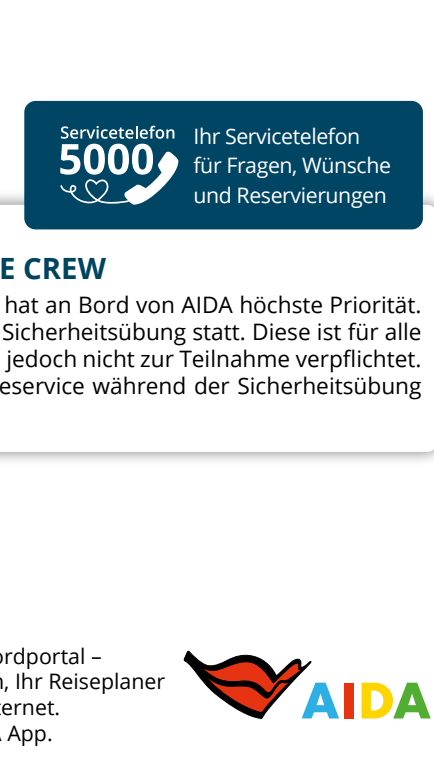 Servicetelefon
5000
Ihr Servicetelefon
für Fragen, Wünsche
und Reservierungen
E CREW
hat an Bord von AIDA höchste Priorität.
Sicherheitsübung statt. Diese ist für alle
jedoch nicht zur Teilnahme verpflichtet.
eservice während der Sicherheitsübung
ordportal –
n, Ihr Reiseplaner
ternet.
App.
AIDA